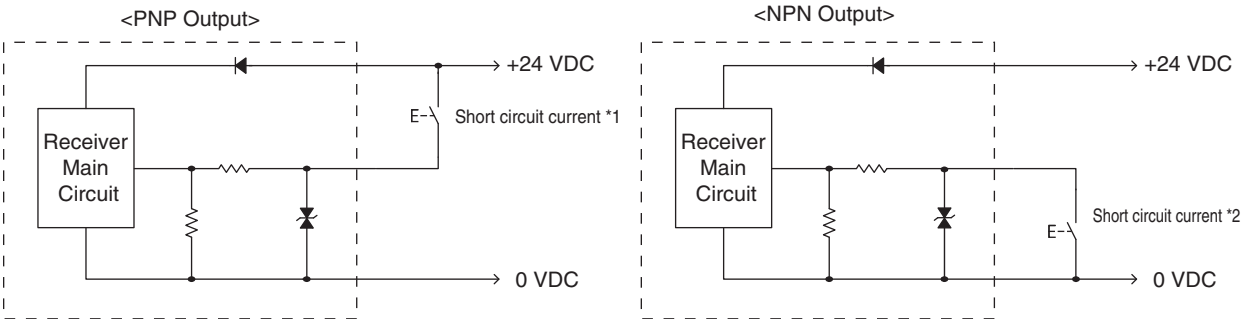 <PNP Output>
+24 VDC
E
Short circuit current *1
Receiver
Main
Circuit
0 VDC
<NPN Output>
+24 VDC
Receiver
Main
Circuit
E
Short circuit current *2
0 VDC